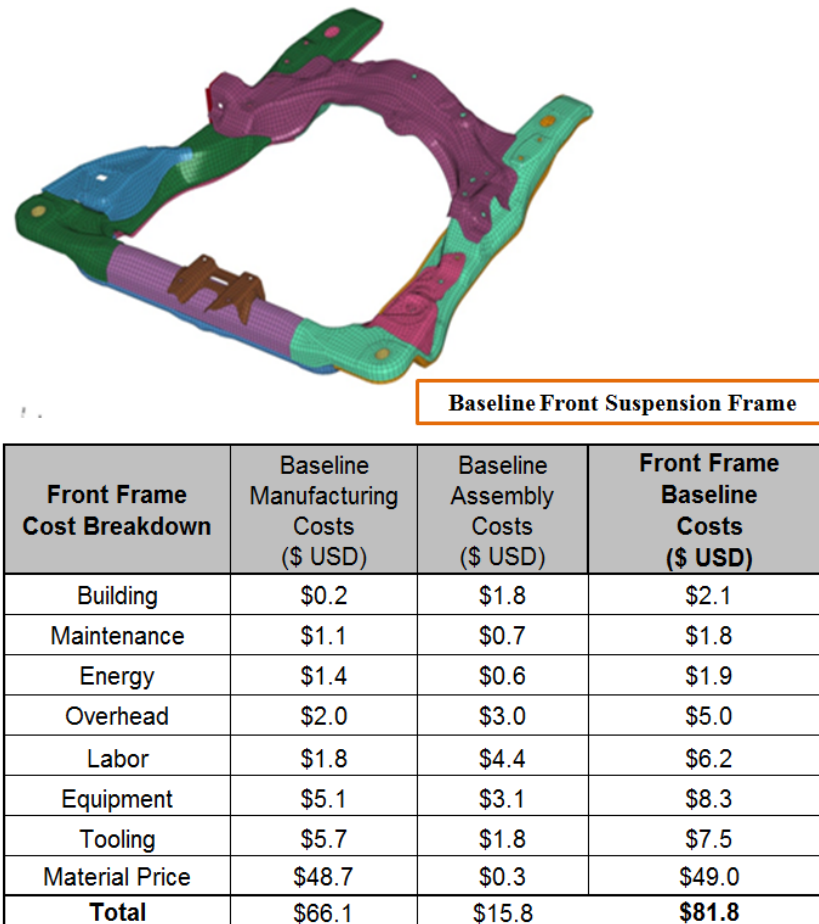 Baseline Front Suspension Frame
Front Frame Cost Breakdown | Baseline Manufacturing Costs ($ USD) | Baseline Assembly Costs ($ USD) | Front Frame Baseline Costs ($ USD)
Building $0.2 $1.8 $2.1
Maintenance $1.1 $0.7 $1.8
Energy $1.4 $0.6 $1.9
Overhead $2.0 $3.0 $5.0
Labor $1.8 $4.4 $6.2
Equipment $5.1 $3.1 $8.3
Tooling $5.7 $1.8 $7.5
Material Price $48.7 $0.3 $49.0
Total $66.1 $15.8 $81.8